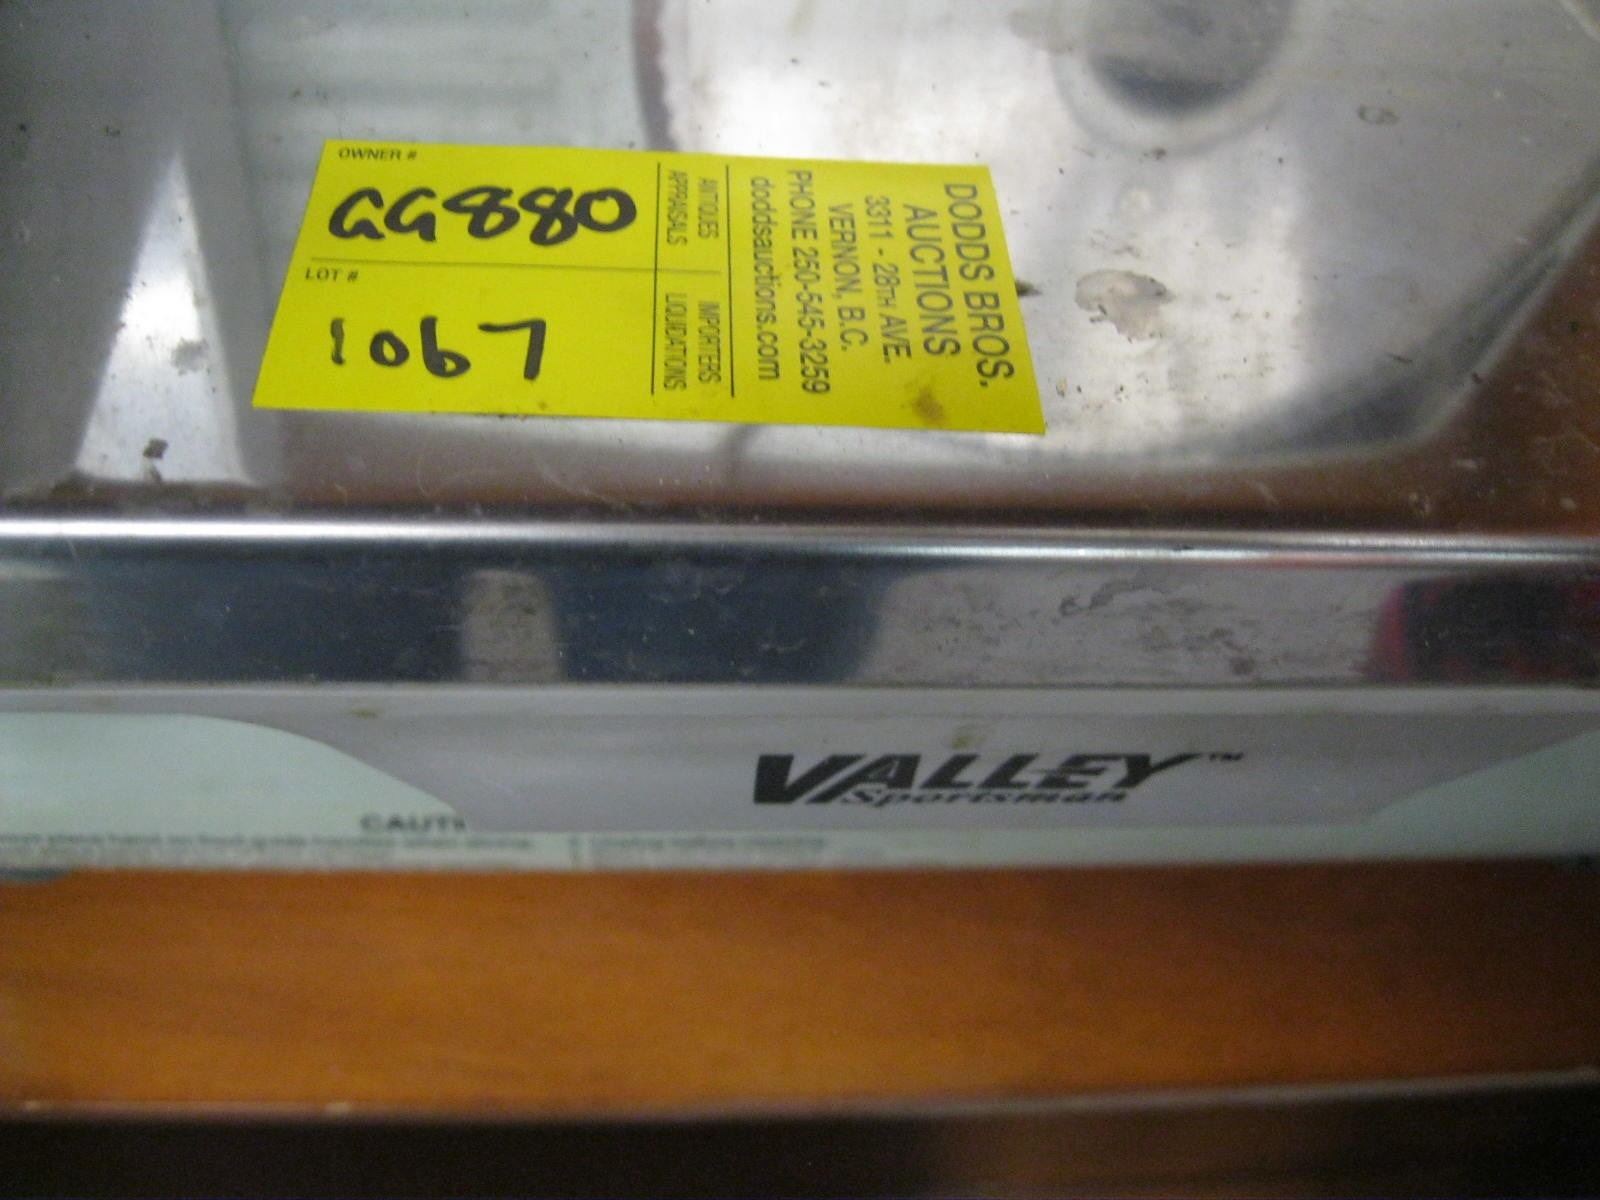 OWNER #
GG880
LOT #
1067
ANTIQUES
APPRAISALS
IMPORTERS
LIQUIDATIONS
DODDS BROS.
AUCTIONS
3311 - 28TH AVE.
VERNON, B.C.
PHONE 250-545-3259
doddsauctions.com
VALLEY™
Sportsman
CAUTI